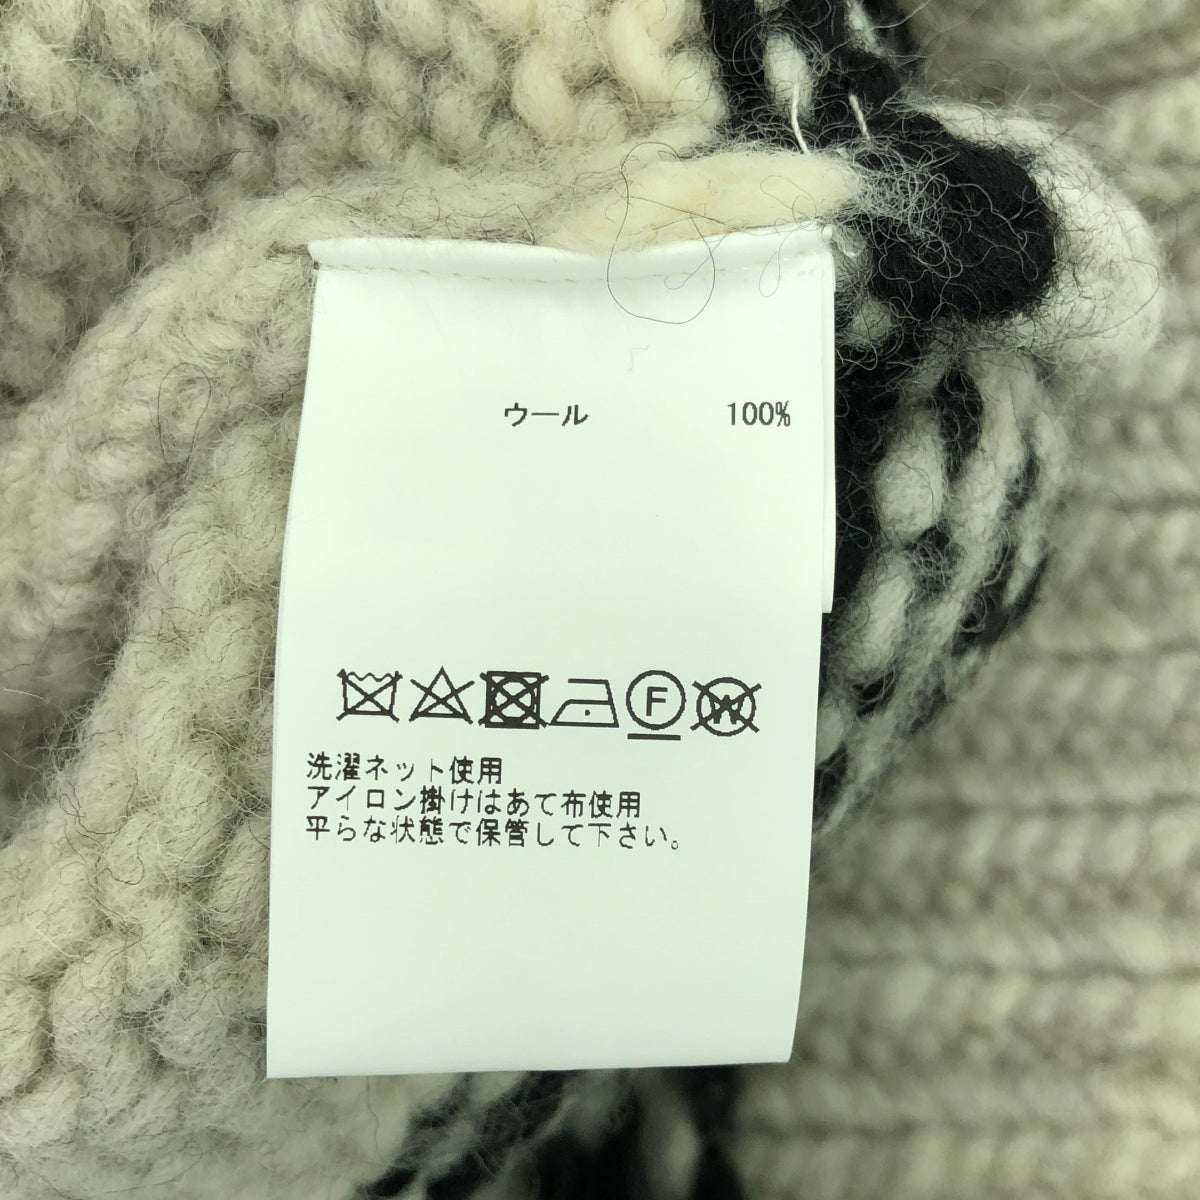 ウール 100%
F W
洗濯ネット使用
アイロン掛けはあて布使用
平らな状態で保管して下さい。